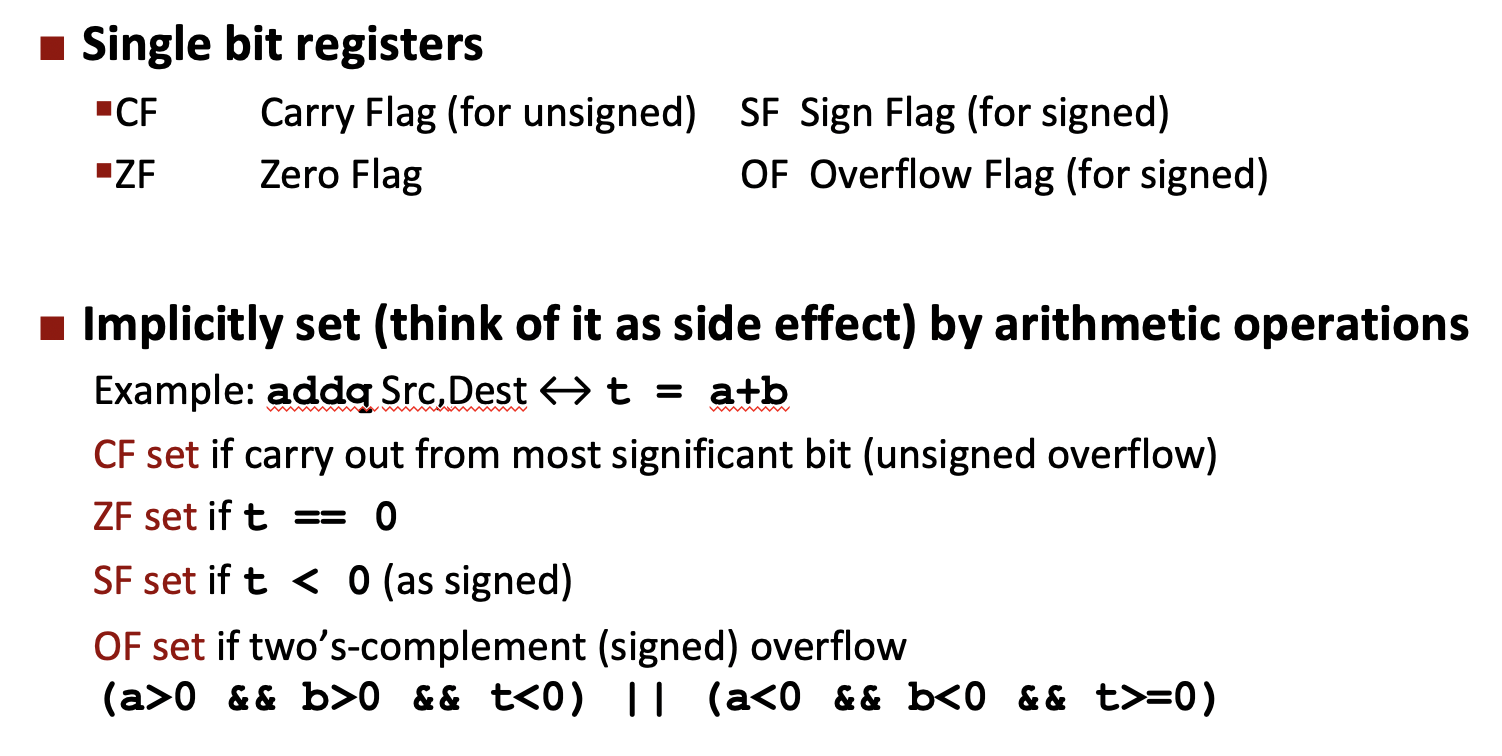 Single bit registers
CF Carry Flag (for unsigned) SF Sign Flag (for signed)
ZF Zero Flag OF Overflow Flag (for signed)
Implicitly set (think of it as side effect) by arithmetic operations
Example: addq Src,Dest ↔ t = a+b
CF set if carry out from most significant bit (unsigned overflow)
ZF set if t == 0
SF set if t < 0 (as signed)
OF set if two’s-complement (signed) overflow
(a>0 && b>0 && t<0) || (a<0 && b<0 && t>=0)